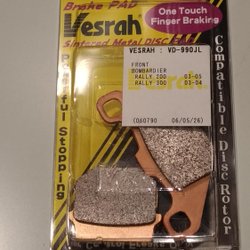 Brake PAD
Vesrah
Sintered Metal DISC
One Touch
Finger Braking
VESRAH : VD-990JL
FRONT
BOMBARDIER
RALLY 200 03-05
RALLY 300 03-04
(060790 06/05/26)
Compatible Disc Rotor
Powerful Stopping